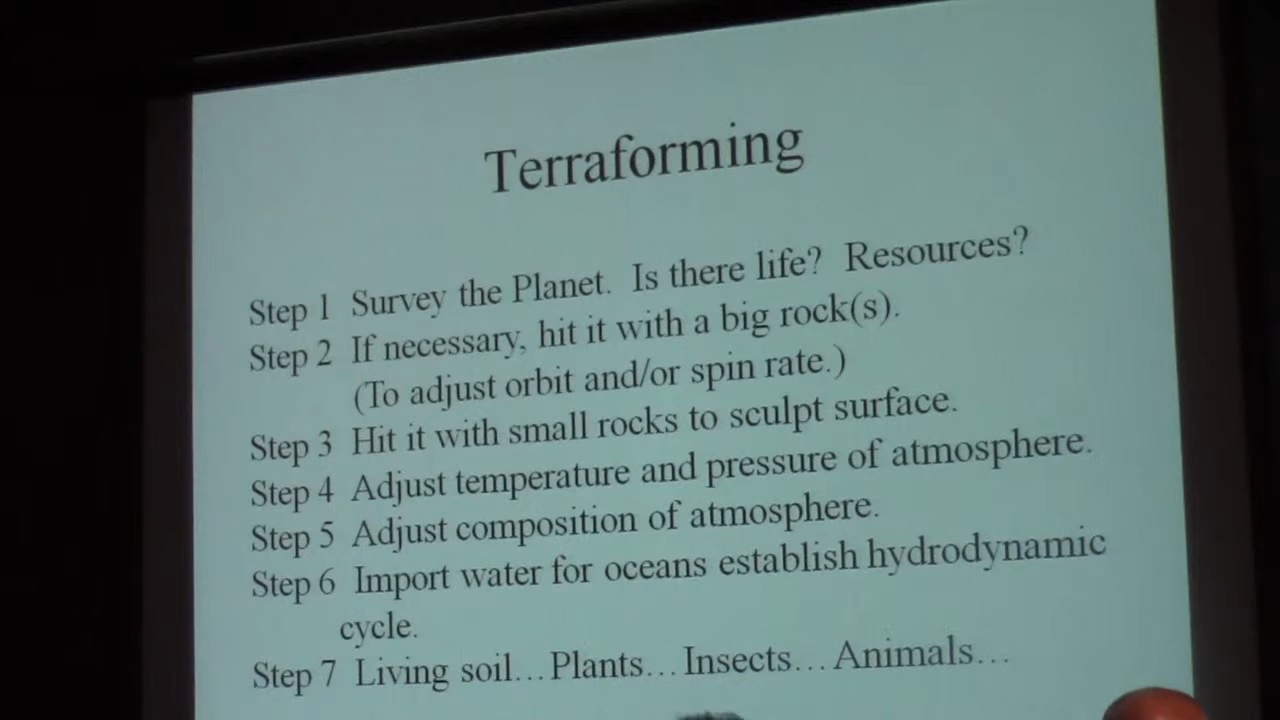 Terraforming
Step 1 Survey the Planet. Is there life? Resources?
Step 2 If necessary, hit it with a big rock(s).
(To adjust orbit and/or spin rate.)
Step 3 Hit it with small rocks to sculpt surface.
Step 4 Adjust temperature and pressure of atmosphere.
Step 5 Adjust composition of atmosphere.
Step 6 Import water for oceans establish hydrodynamic
cycle.
Step 7 Living soil...Plants...Insects...Animals...